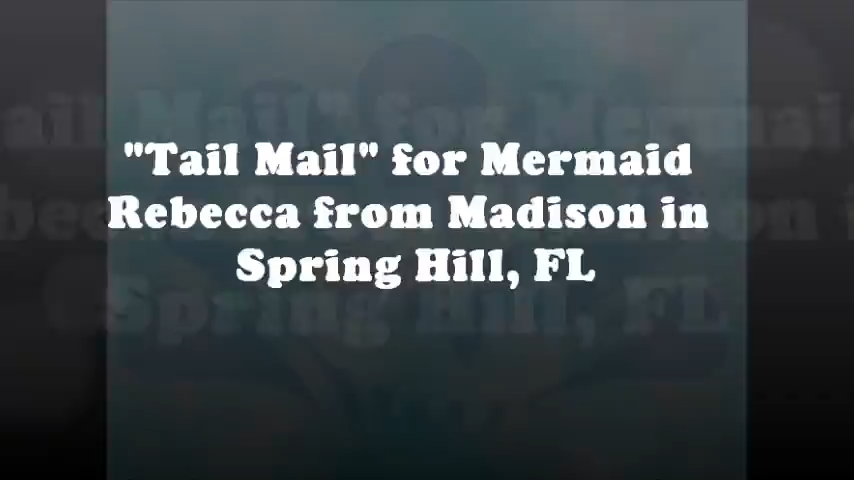 "Tail Mail" for Mermaid
Rebecca from Madison in
Spring Hill, FL